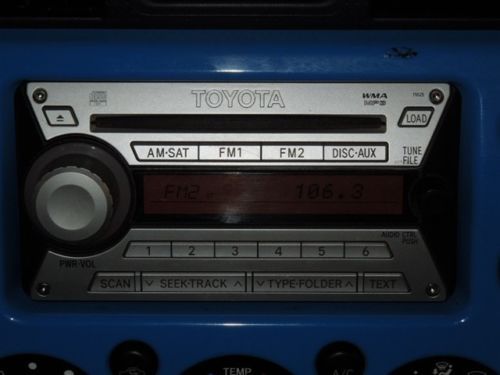 TOYOTA
WMA
MP3
LOAD
AM·SAT FM1 FM2 DISC·AUX
TUNE
FILE
FM2 106.3
AUDIO CTRL
PUSH
1 2 3 4 5 6
PWR·VOL
SCAN ∨ SEEK·TRACK ∧ ∨ TYPE·FOLDER ∧ TEXT
TEMP A/C